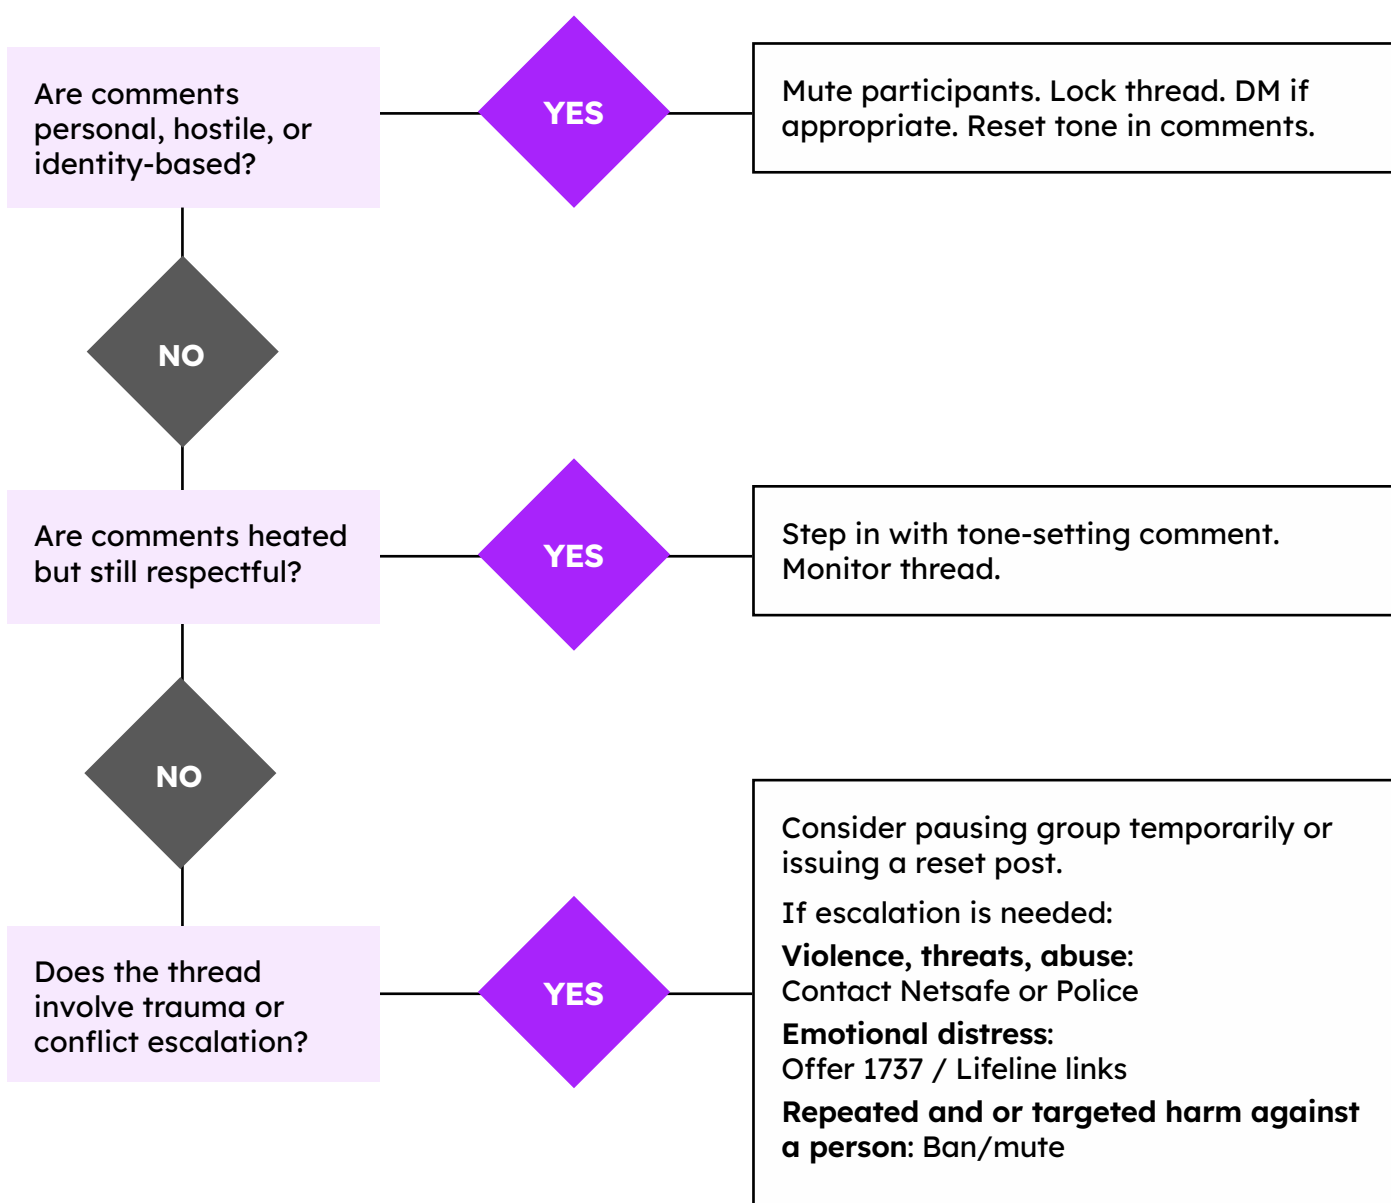 Are comments
personal, hostile, or
identity-based?
YES
Mute participants. Lock thread. DM if
appropriate. Reset tone in comments.
NO
Are comments heated
but still respectful?
YES
Step in with tone-setting comment.
Monitor thread.
NO
Does the thread
involve trauma or
conflict escalation?
YES
Consider pausing group temporarily or
issuing a reset post.
If escalation is needed:
Violence, threats, abuse:
Contact Netsafe or Police
Emotional distress:
Offer 1737 / Lifeline links
Repeated and or targeted harm against
a person: Ban/mute